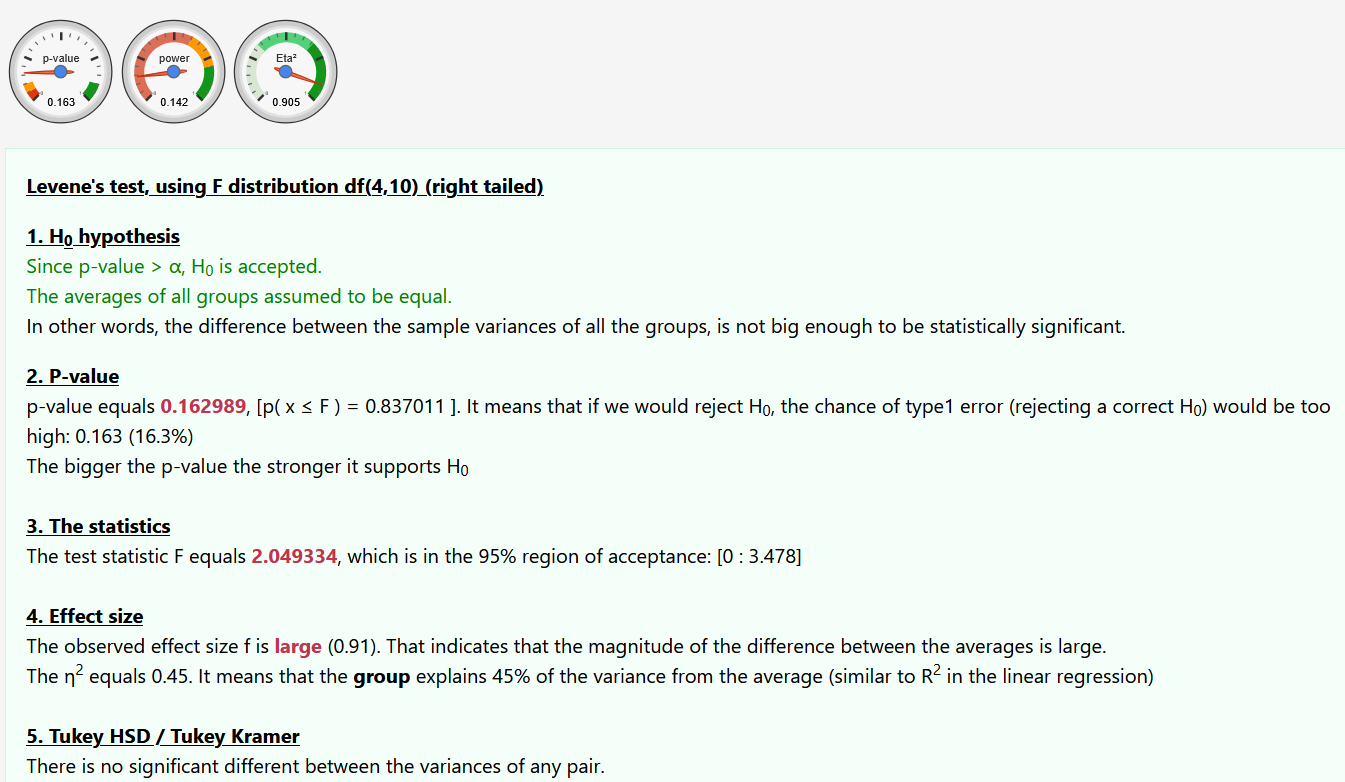 p-value
0.163
power
0.142
Eta²
0.905
Levene's test, using F distribution df(4,10) (right tailed)
1. H₀ hypothesis
Since p-value > α, H₀ is accepted.
The averages of all groups assumed to be equal.
In other words, the difference between the sample variances of all the groups, is not big enough to be statistically significant.
2. P-value
p-value equals 0.162989, [p( x ≤ F ) = 0.837011 ]. It means that if we would reject H₀, the chance of type1 error (rejecting a correct H₀) would be too
high: 0.163 (16.3%)
The bigger the p-value the stronger it supports H₀
3. The statistics
The test statistic F equals 2.049334, which is in the 95% region of acceptance: [0 : 3.478]
4. Effect size
The observed effect size f is large (0.91). That indicates that the magnitude of the difference between the averages is large.
The η² equals 0.45. It means that the group explains 45% of the variance from the average (similar to R² in the linear regression)
5. Tukey HSD / Tukey Kramer
There is no significant different between the variances of any pair.